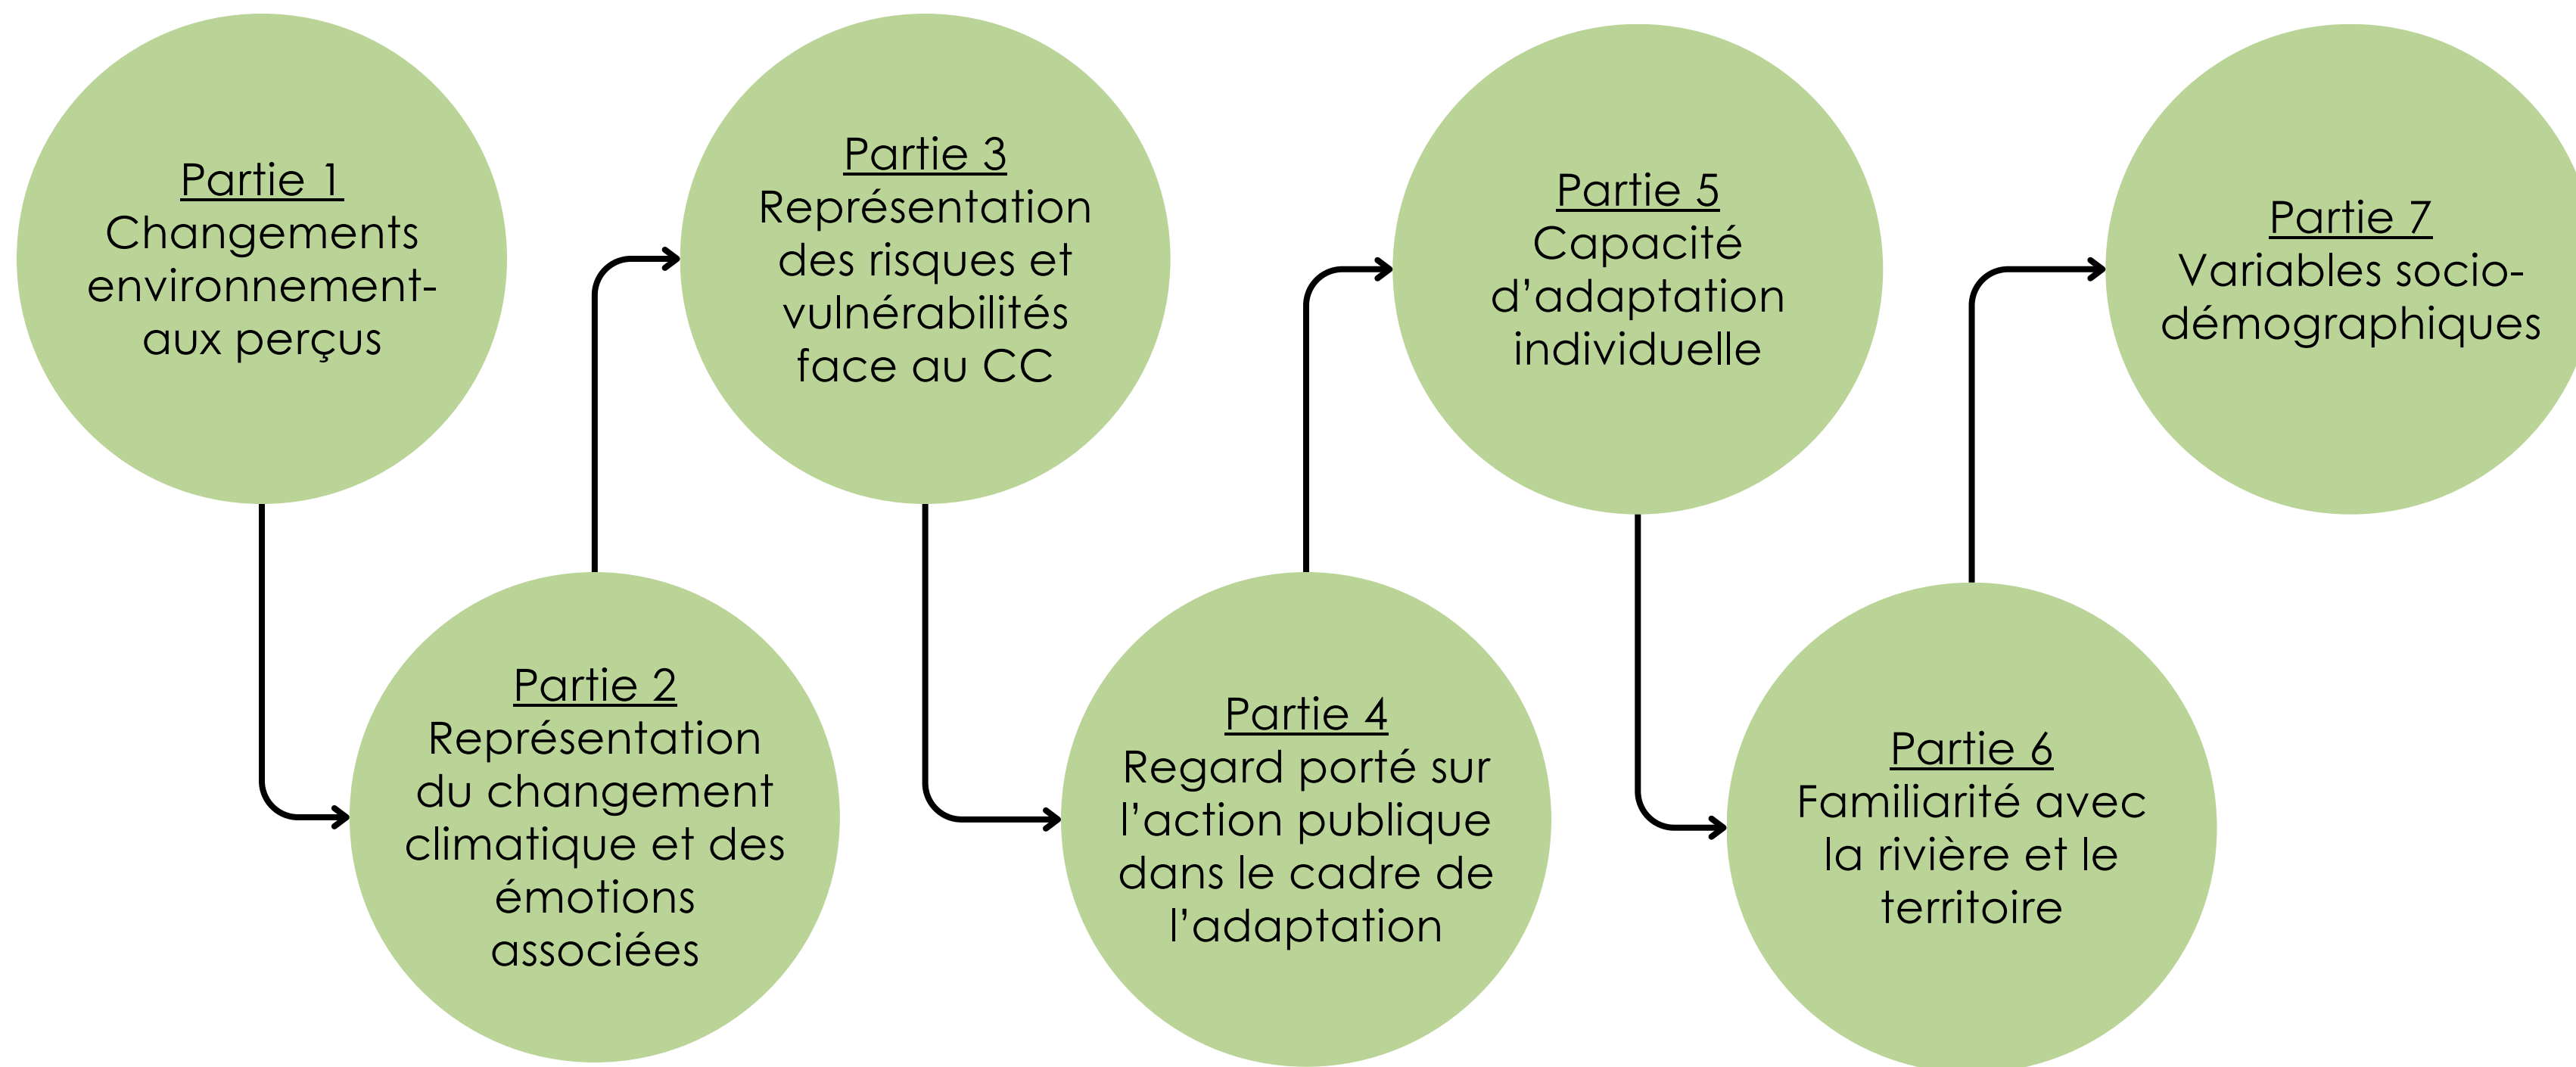 Partie 1
Changements
environnement-
aux perçus
Partie 2
Représentation
du changement
climatique et des
émotions
associées
Partie 3
Représentation
des risques et
vulnérabilités
face au CC
Partie 4
Regard porté sur
l’action publique
dans le cadre de
l’adaptation
Partie 5
Capacité
d’adaptation
individuelle
Partie 6
Familiarité avec
la rivière et le
territoire
Partie 7
Variables socio-
démographiques